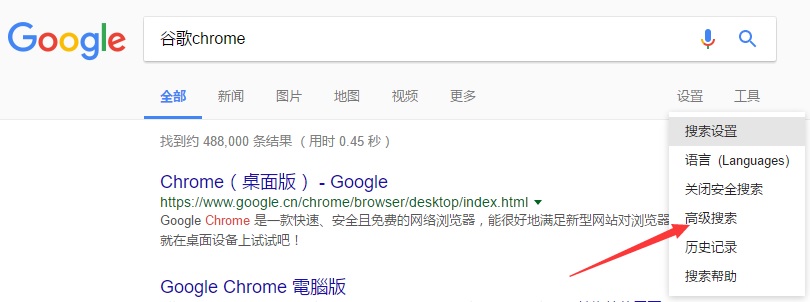 Google
谷歌chrome
全部 新闻 图片 地图 视频 更多 设置 工具
找到约 488,000 条结果 （用时 0.45 秒）
Chrome（桌面版） - Google
https://www.google.cn/chrome/browser/desktop/index.html
Google Chrome 是一款快速、安全且免费的网络浏览器，能很好地满足新型网站对浏览器
就在桌面设备上试试吧！
Google Chrome 電腦版
搜索设置
语言 (Languages)
关闭安全搜索
高级搜索
历史记录
搜索帮助